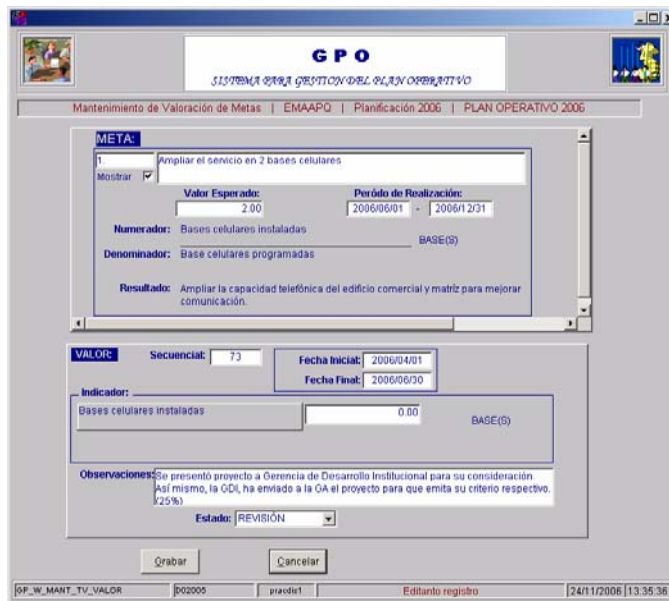 G P O
SISTEMA PARA GESTION DEL PLAN OPERATIVO
Mantenimiento de Valoración de Metas | EMAAPQ | Planificación 2006 | PLAN OPERATIVO 2006
META:
1. Ampliar el servicio en 2 bases celulares
Mostrar
Valor Esperado: Peródo de Realización:
2.00 2006/06/01 - 2006/12/31
Numerador: Bases celulares instaladas
BASE(S)
Denominador: Base celulares programadas
Resultado: Ampliar la capacidad telefónica del edificio comercial y matríz para mejorar
comunicación.
VALOR: Secuencial: 73 Fecha Inicial: 2006/04/01
Fecha Final: 2006/06/30
Indicador:
Bases celulares instaladas 0.00 BASE(S)
Observaciones: Se presentó proyecto a Gerencia de Desarrollo Institucional para su consideración.
Así mismo, la GDI, ha enviado a la GA el proyecto para que emita su criterio respectivo.
(25%)
Estado: REVISIÓN
Grabar Cancelar
GP_W_MANT_TV_VALOR D02005 pracdis1 Editanto registro 24/11/2006 13:35:36